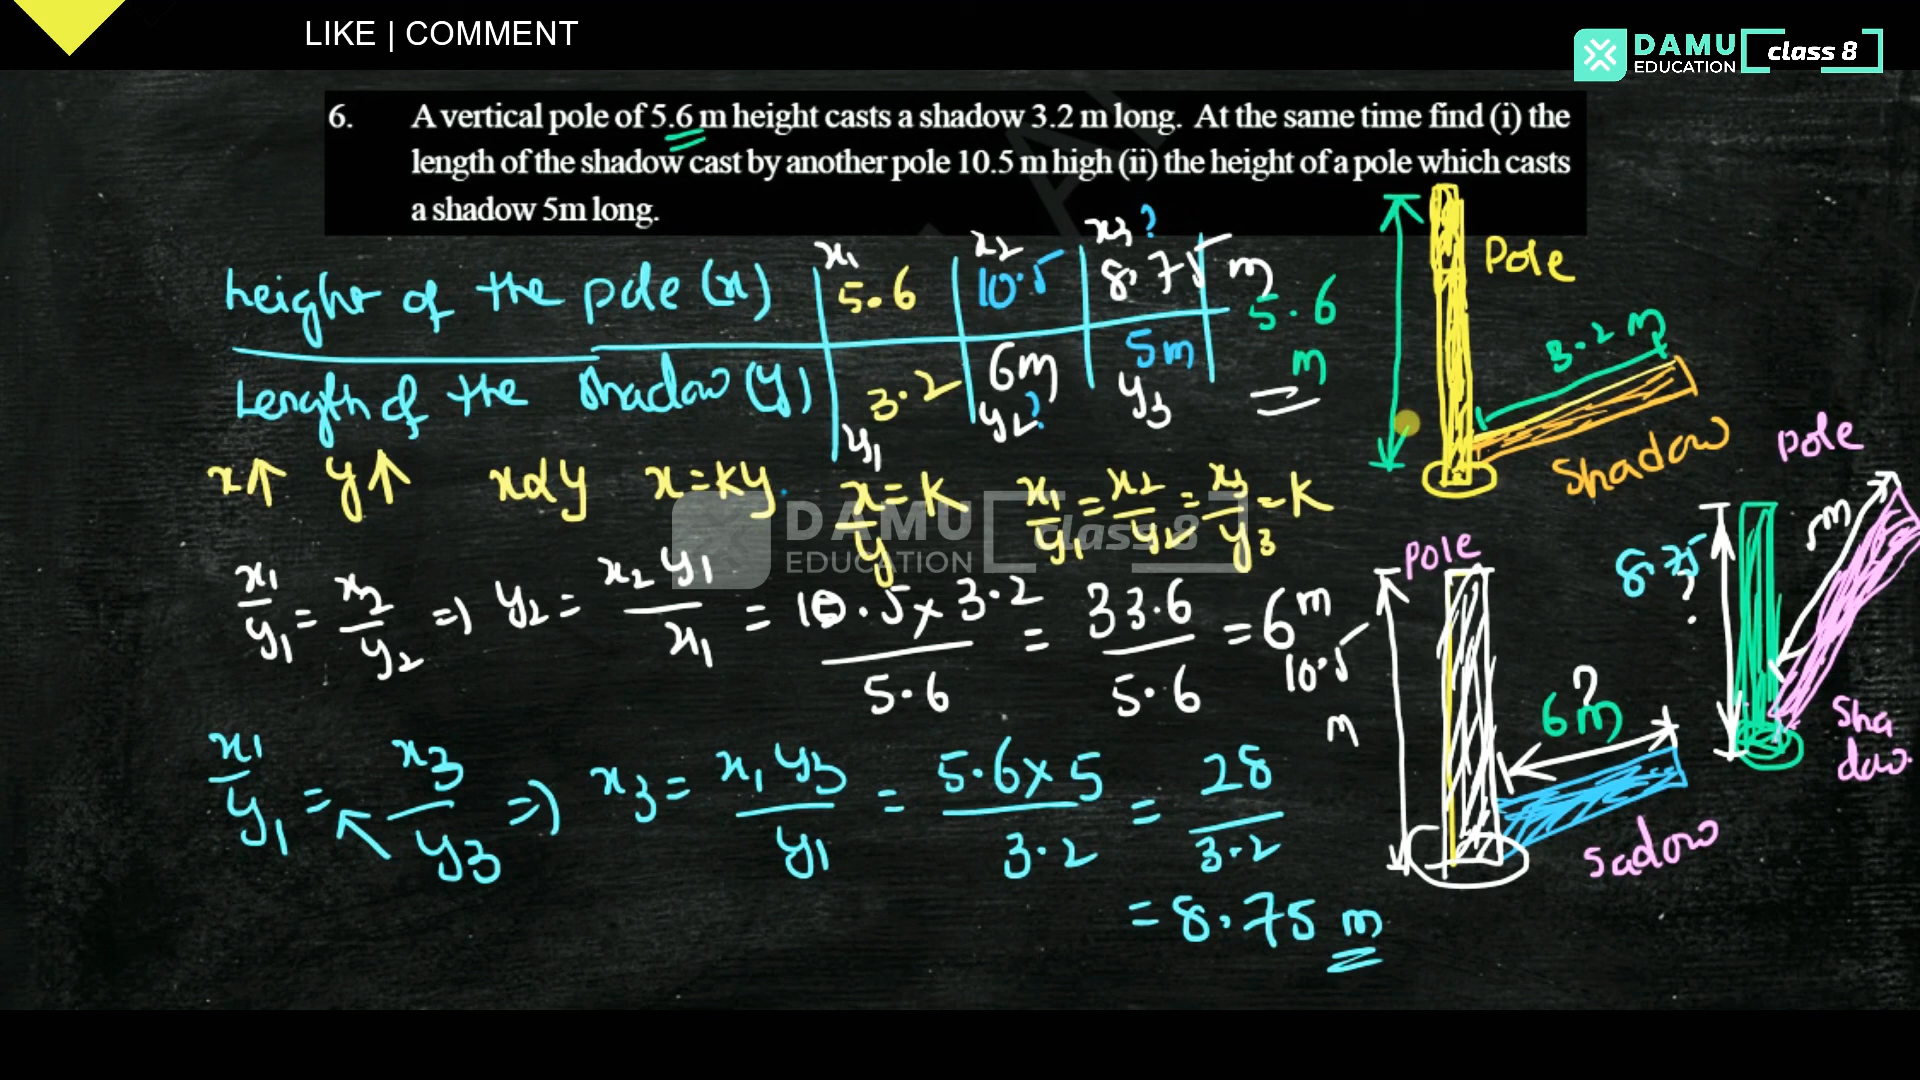 LIKE | COMMENT
DAMU
EDUCATION
class 8
6. A vertical pole of 5.6 m height casts a shadow 3.2 m long. At the same time find (i) the
length of the shadow cast by another pole 10.5 m high (ii) the height of a pole which casts
a shadow 5m long.
x₁ x₂ x₃ ?
height of the pole (x) 5.6 10.5 8.75 m
Length of the shadow (y) 3.2 6m 5m
y₁ y₂? y₃
5.6
m
Pole
3.2 m
Shadow
x↑ y↑ x∝y x=ky. x/y = k x₁/y₁ = x₂/y₂ = x₃/y₃ = k
DAMU
EDUCATION
class 8
x₁/y₁ = x₂/y₂ ⇒ y₂ = x₂y₁/x₁ = 10.5 × 3.2/5.6 = 33.6/5.6 = 6m
Pole
10.5
m
?
6m
Sadow
Pole
5m
8.75
?
Sha
dow.
x₁/y₁ = x₃/y₃ ⇒ x₃ = x₁y₃/y₁ = 5.6×5/3.2 = 28/3.2
= 8.75 m